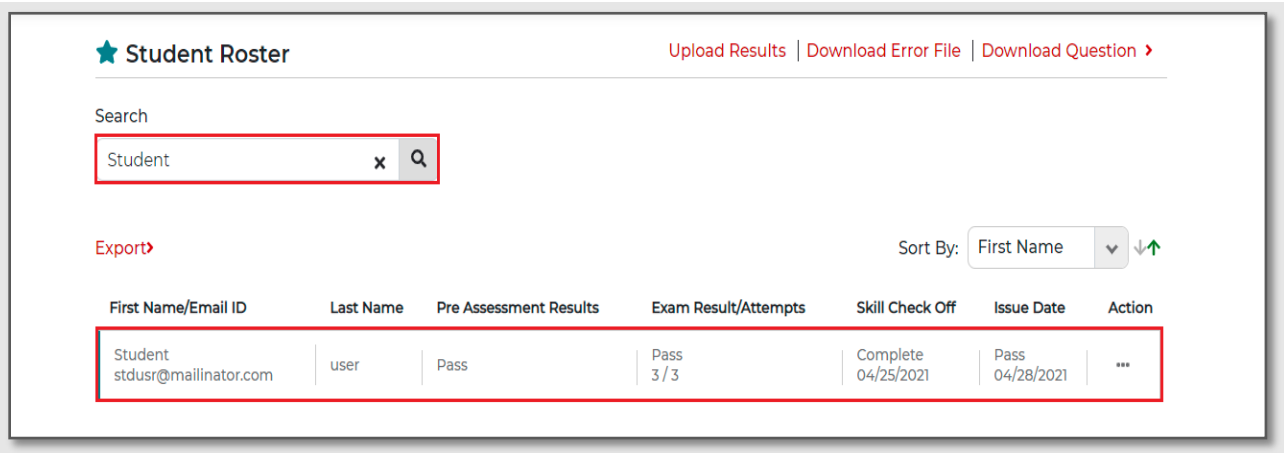 Student Roster
Upload Results | Download Error File | Download Question >
Search
Student x
Export>
Sort By: First Name
First Name/Email ID Last Name Pre Assessment Results Exam Result/Attempts Skill Check Off Issue Date Action
Student user Pass Pass Complete Pass ...
stdusr@mailinator.com 3 / 3 04/25/2021 04/28/2021